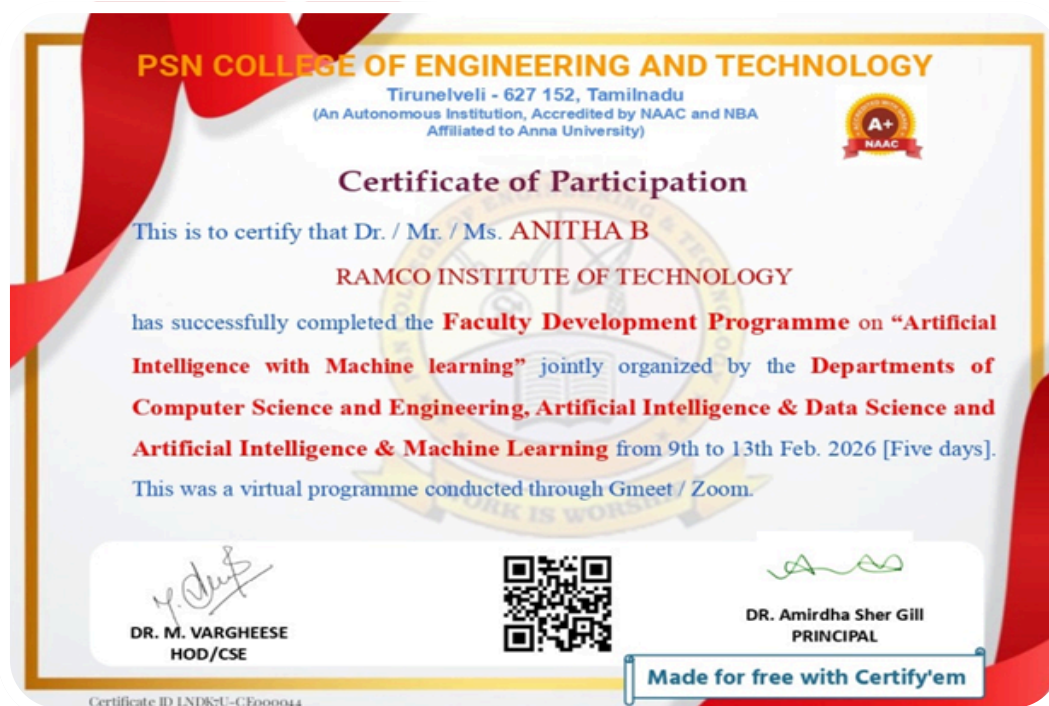 PSN COLLEGE OF ENGINEERING AND TECHNOLOGY
Tirunelveli - 627 152, Tamilnadu
(An Autonomous Institution, Accredited by NAAC and NBA
Affiliated to Anna University)
A+
NAAC
Certificate of Participation
This is to certify that Dr. / Mr. / Ms. ANITHA B
RAMCO INSTITUTE OF TECHNOLOGY
has successfully completed the Faculty Development Programme on “Artificial
Intelligence with Machine learning” jointly organized by the Departments of
Computer Science and Engineering, Artificial Intelligence & Data Science and
Artificial Intelligence & Machine Learning from 9th to 13th Feb. 2026 [Five days].
This was a virtual programme conducted through Gmeet / Zoom.
WORK IS WORSHIP
DR. M. VARGHEESE
HOD/CSE
DR. Amirdha Sher Gill
PRINCIPAL
Made for free with Certify'em
Certificate ID